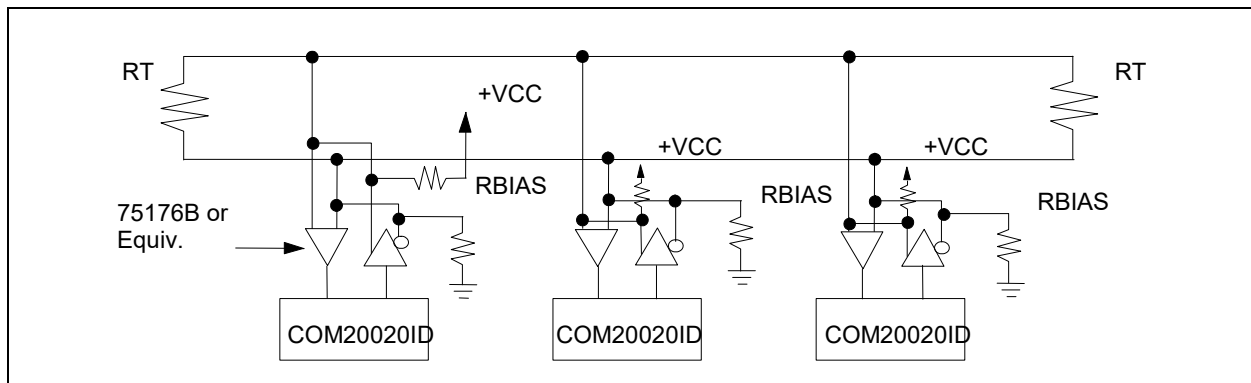 RT
RT
+VCC
+VCC
+VCC
RBIAS
RBIAS
RBIAS
75176B or
Equiv.
COM20020ID
COM20020ID
COM20020ID